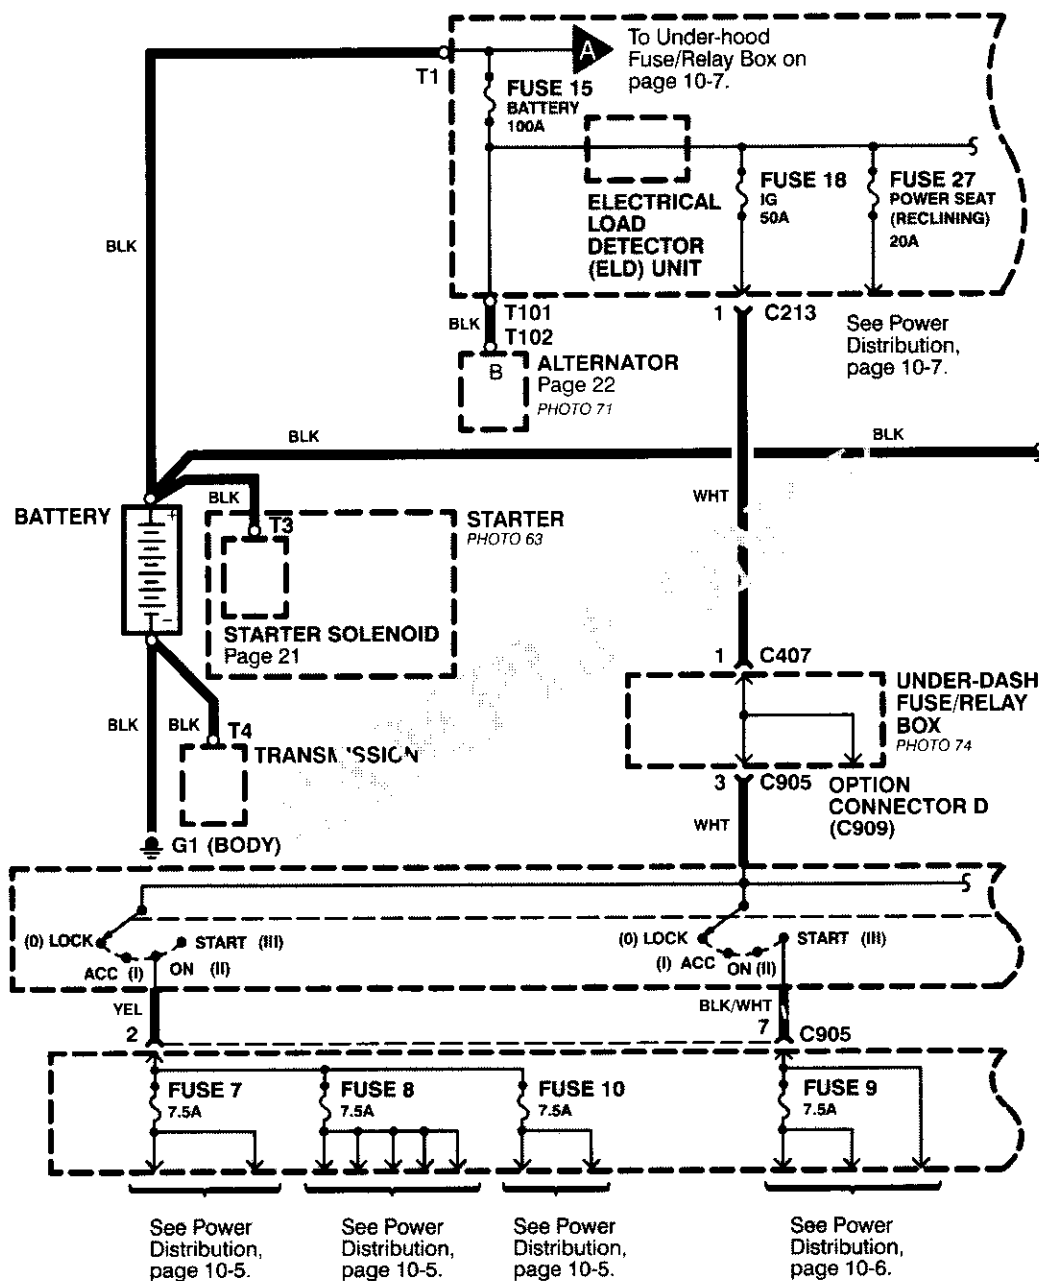 T1
A
To Under-hood
Fuse/Relay Box on
page 10-7.
FUSE 15
BATTERY
100A
ELECTRICAL
LOAD
DETECTOR
(ELD) UNIT
FUSE 18
IG
50A
FUSE 27
POWER SEAT
(RECLINING)
20A
BLK
T101
BLK
T102
B
ALTERNATOR
Page 22
PHOTO 71
1 C213
See Power
Distribution,
page 10-7.
BLK
BLK
BATTERY
+
-
BLK
T3
STARTER
PHOTO 63
STARTER SOLENOID
Page 21
WHT
BLK
BLK T4
TRANSMISSION
G1 (BODY)
1 C407
UNDER-DASH
FUSE/RELAY
BOX
PHOTO 74
3 C905
OPTION
CONNECTOR D
(C909)
WHT
(0) LOCK
START (III)
ACC (I)
ON (II)
(0) LOCK
START (III)
(I) ACC
ON (II)
YEL
2
BLK/WHT
7 C905
FUSE 7
7.5A
FUSE 8
7.5A
FUSE 10
7.5A
FUSE 9
7.5A
See Power
Distribution,
page 10-5.
See Power
Distribution,
page 10-5.
See Power
Distribution,
page 10-5.
See Power
Distribution,
page 10-6.